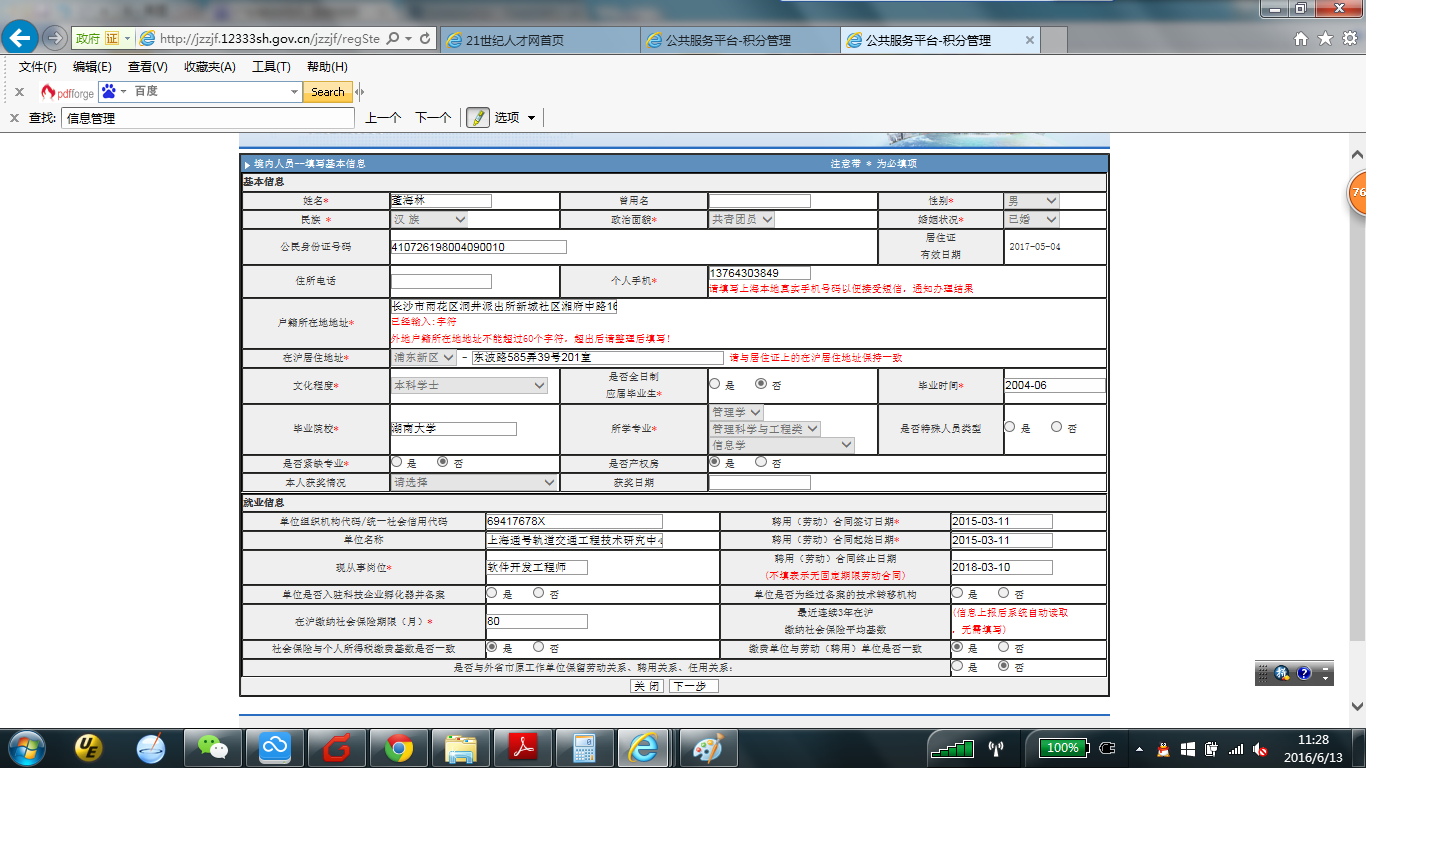 政府 证 http://jzzjf.12333sh.gov.cn/jzzjf/regSte 21世纪人才网首页 公共服务平台-积分管理 公共服务平台-积分管理
文件(F) 编辑(E) 查看(V) 收藏夹(A) 工具(T) 帮助(H)
pdfforge 百度 Search
查找: 信息管理 上一个 下一个 选项
境内人员--填写基本信息 注意带 * 为必填项
基本信息
姓名* 董海林 曾用名 性别* 男
民族 * 汉 族 政治面貌* 共青团员 婚姻状况* 已婚
公民身份证号码 410726198004090010 居住证
有效日期 2017-05-04
住所电话 个人手机* 13764303849
请填写上海本地真实手机号码以便接受短信，通知办理结果
户籍所在地地址* 长沙市雨花区洞井派出所新城社区湘府中路16
已经输入:字符
外地户籍所在地地址不能超过60个字符，超出后请整理后填写！
在沪居住地址* 浦东新区 - 东波路585弄39号201室 请与居住证上的在沪居住地址保持一致
文化程度* 本科学士 是否全日制
应届毕业生* 是 否 毕业时间* 2004-06
毕业院校* 湖南大学 所学专业* 管理学
管理科学与工程类
信息学
是否特殊人员类型 是 否
是否紧缺专业* 是 否 是否产权房 是 否
本人获奖情况 请选择 获奖日期
就业信息
单位组织机构代码/统一社会信用代码 69417678X 聘用（劳动）合同签订日期* 2015-03-11
单位名称 上海通号轨道交通工程技术研究中心 聘用（劳动）合同起始日期* 2015-03-11
现从事岗位* 软件开发工程师 聘用（劳动）合同终止日期
(不填表示无固定期限劳动合同) 2018-03-10
单位是否入驻科技企业孵化器并备案 是 否 单位是否为经过备案的技术转移机构 是 否
在沪缴纳社会保险期限（月）* 80 最近连续3年在沪
缴纳社会保险平均基数 (信息上报后系统自动读取
，无需填写)
社会保险与个人所得税缴费基数是否一致 是 否 缴费单位与劳动（聘用）单位是否一致 是 否
是否与外省市原工作单位保留劳动关系、聘用关系、任用关系: 是 否
关 闭 下一步
76
100% 11:28
2016/6/13